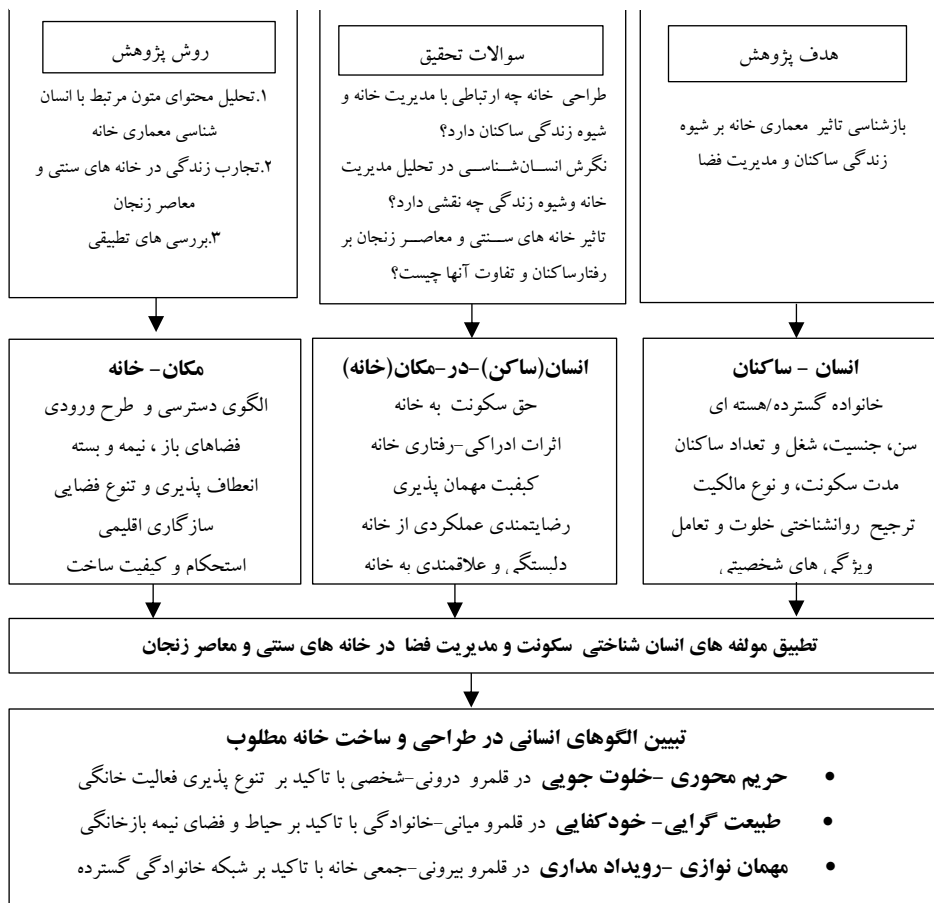 هدف پژوهش
بازشناسی تاثیر معماری خانه بر شیوه
زندگی ساکنان و مدیریت فضا
سوالات تحقیق
طراحی خانه چه ارتباطی با مدیریت خانه و
شیوه زندگی ساکنان دارد؟
نگرش انسان‌شناسی در تحلیل مدیریت
خانه وشیوه زندگی چه نقشی دارد؟
تاثیر خانه های سنتی و معاصر زنجان بر
رفتارساکنان و تفاوت آنها چیست؟
روش پژوهش
۱.تحلیل محتوای متون مرتبط با انسان
شناسی معماری خانه
۲.تجارب زندگی در خانه های سنتی و
معاصر زنجان
۳.بررسی های تطبیقی
انسان – ساکنان
خانواده گسترده/هسته ای
سن، جنسیت، شغل و تعداد ساکنان
مدت سکونت، و نوع مالکیت
ترجیح روانشناختی خلوت و تعامل
ویژگی های شخصیتی
انسان(ساکن)–در–مکان(خانه)
حق سکونت به خانه
اثرات ادراکی–رفتاری خانه
کبفبت مهمان پذیری
رضایتمندی عملکردی از خانه
دلبستگی و علاقمندی به خانه
مکان– خانه
الگوی دسترسی و طرح ورودی
فضاهای باز ، نیمه و بسته
انعطاف پذیری و تنوع فضایی
سازگاری اقلیمی
استحکام و کیفیت ساخت
تطبیق مولفه های انسان شناختی سکونت و مدیریت فضا در خانه های سنتی و معاصر زنجان
تبیین الگوهای انسانی در طراحی و ساخت خانه مطلوب
• حریم محوری –خلوت جویی در قلمرو درونی–شخصی با تاکید بر تنوع پذیری فعالیت خانگی
• طبیعت گرایی– خودکفایی در قلمرو میانی–خانوادگی با تاکید بر حیاط و فضای نیمه بازخانگی
• مهمان نوازی –رویداد مداری در قلمرو بیرونی–جمعی خانه با تاکید بر شبکه خانوادگی گسترده